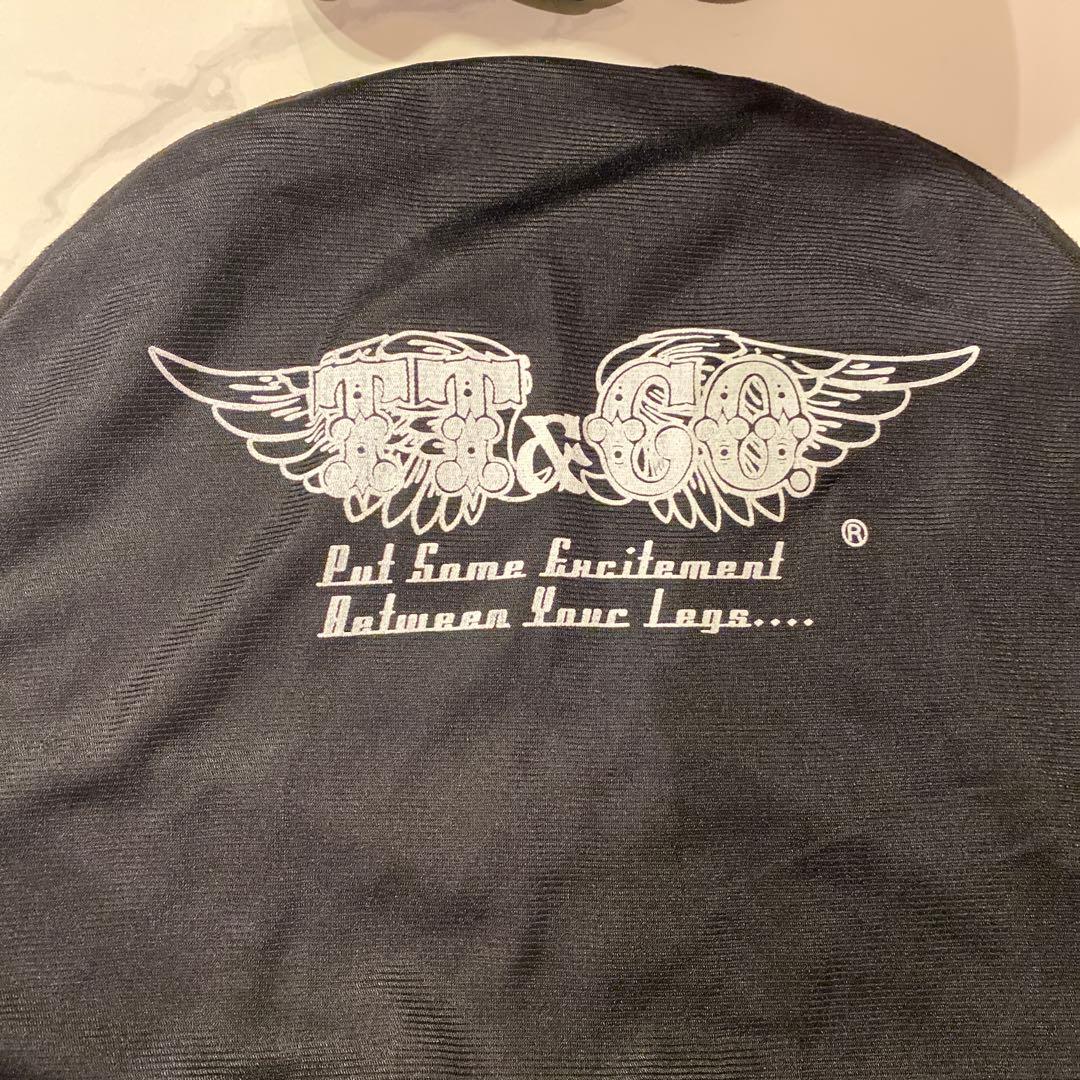 TT&CO.
®
Put Some Excitement
Between Your Legs....